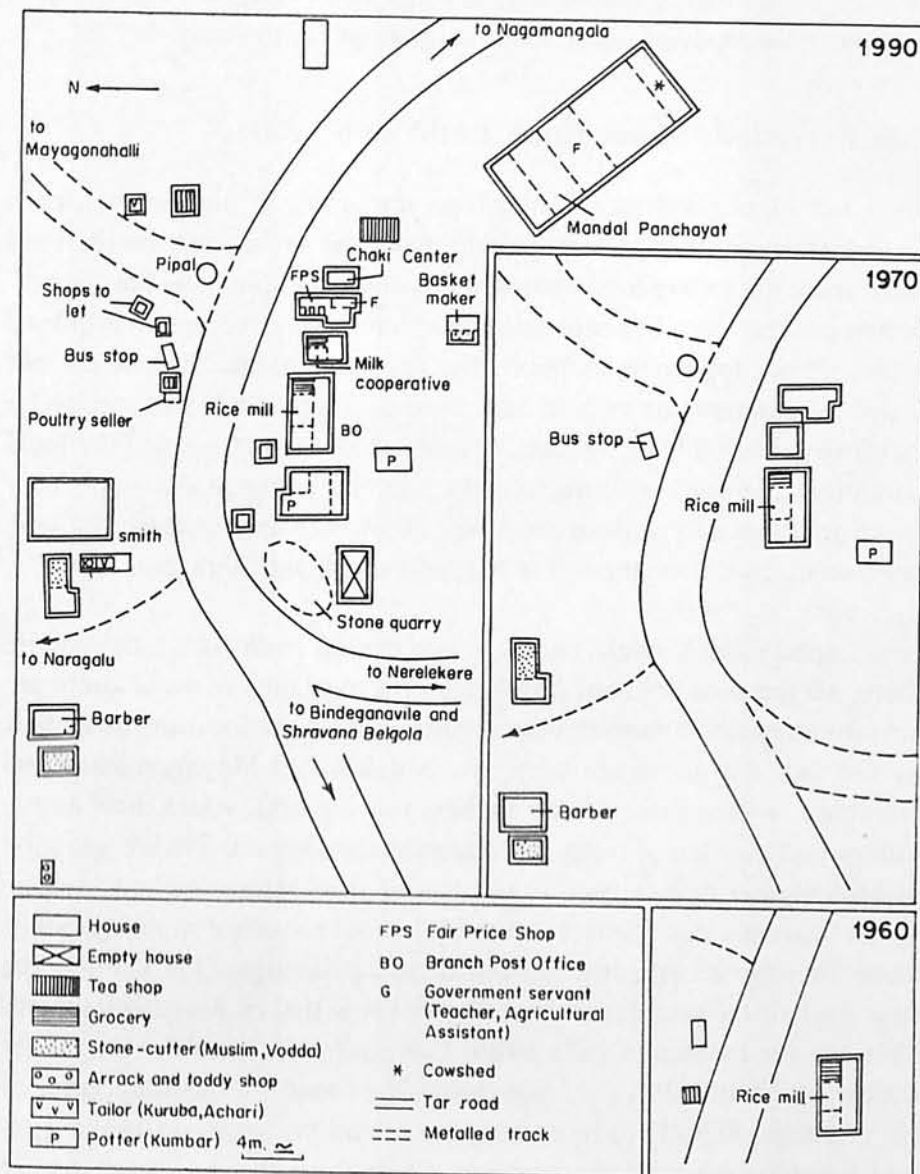 to Nagamangala
1990
N
to
Mayagonahalli
F
Mandal Panchayat
Pipal
Chaki Center
FPS
F
Basket
maker
Shops to
let
Bus stop
Milk
cooperative
Poultry seller
Rice mill
BO
P
P
smith
Stone quarry
to Naragalu
to Nerelekere
to Bindeganavile and
Shravana Belgola
Barber
1970
Bus stop
Rice mill
P
Barber
House
Empty house
Tea shop
Grocery
Stone-cutter (Muslim, Vodda)
Arrack and toddy shop
V V V Tailor (Kuruba, Achari)
P Potter (Kumbar) 4m.
FPS Fair Price Shop
BO Branch Post Office
G Government servant
(Teacher, Agricultural
Assistant)
* Cowshed
Tar road
Metalled track
1960
Rice mill